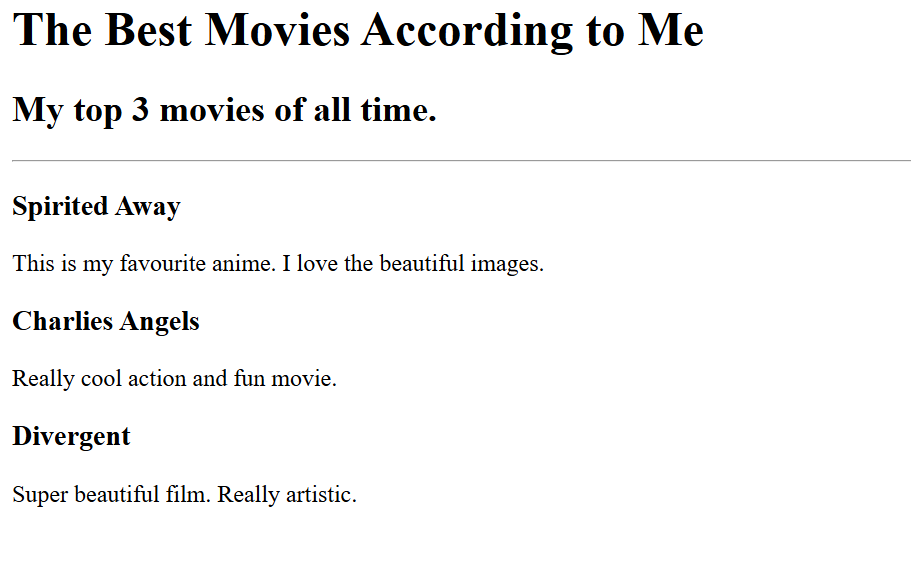 The Best Movies According to Me
My top 3 movies of all time.
Spirited Away
This is my favourite anime. I love the beautiful images.
Charlies Angels
Really cool action and fun movie.
Divergent
Super beautiful film. Really artistic.